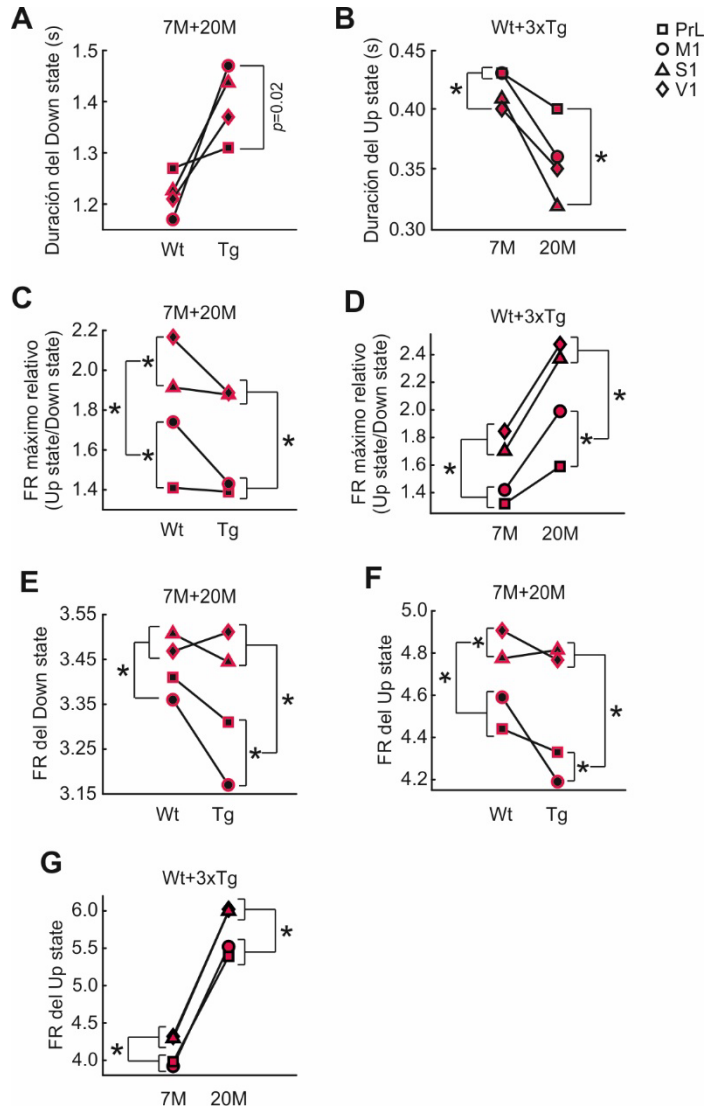 A
7M+20M
Duración del Down state (s)
1.5
1.4
1.3
1.2
Wt Tg
p=0.02
B
Wt+3xTg
Duración del Up state (s)
0.45
0.40
0.35
0.30
7M 20M
*
*
PrL
M1
S1
V1
C
7M+20M
FR máximo relativo
(Up state/Down state)
2.2
2.0
1.8
1.6
1.4
Wt Tg
*
*
*
*
D
Wt+3xTg
FR máximo relativo
(Up state/Down state)
2.4
2.2
2.0
1.8
1.6
1.4
7M 20M
*
*
*
E
7M+20M
FR del Down state
3.55
3.45
3.35
3.25
3.15
Wt Tg
*
*
*
F
7M+20M
FR del Up state
5.0
4.8
4.6
4.4
4.2
Wt Tg
*
*
*
*
G
Wt+3xTg
FR del Up state
6.0
5.5
5.0
4.5
4.0
7M 20M
*
*